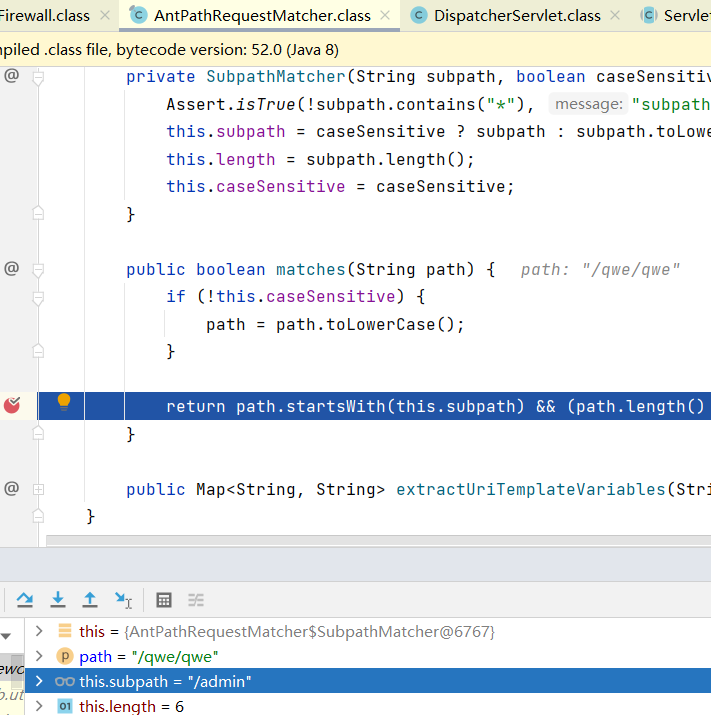 Firewall.class × AntPathRequestMatcher.class × DispatcherServlet.class × Servlet
mpiled .class file, bytecode version: 52.0 (Java 8)
@ private SubpathMatcher(String subpath, boolean caseSensitiv
Assert.isTrue(!subpath.contains("*"), message: "subpath
this.subpath = caseSensitive ? subpath : subpath.toLowe
this.length = subpath.length();
this.caseSensitive = caseSensitive;
}
@ public boolean matches(String path) { path: "/qwe/qwe"
if (!this.caseSensitive) {
path = path.toLowerCase();
}
return path.startsWith(this.subpath) && (path.length()
}
@ public Map<String, String> extractUriTemplateVariables(Stri
}
this = {AntPathRequestMatcher$SubpathMatcher@6767}
p path = "/qwe/qwe"
this.subpath = "/admin"
01 this.length = 6
ewo
b.ut